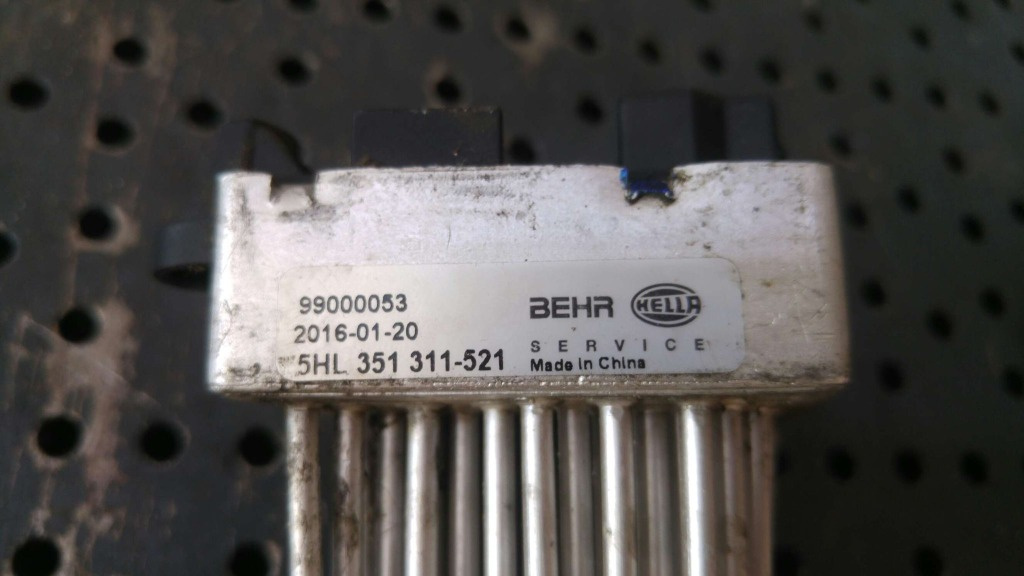 99000053
2016-01-20
5HL 351 311-521
BEHR HELLA
SERVICE
Made in China